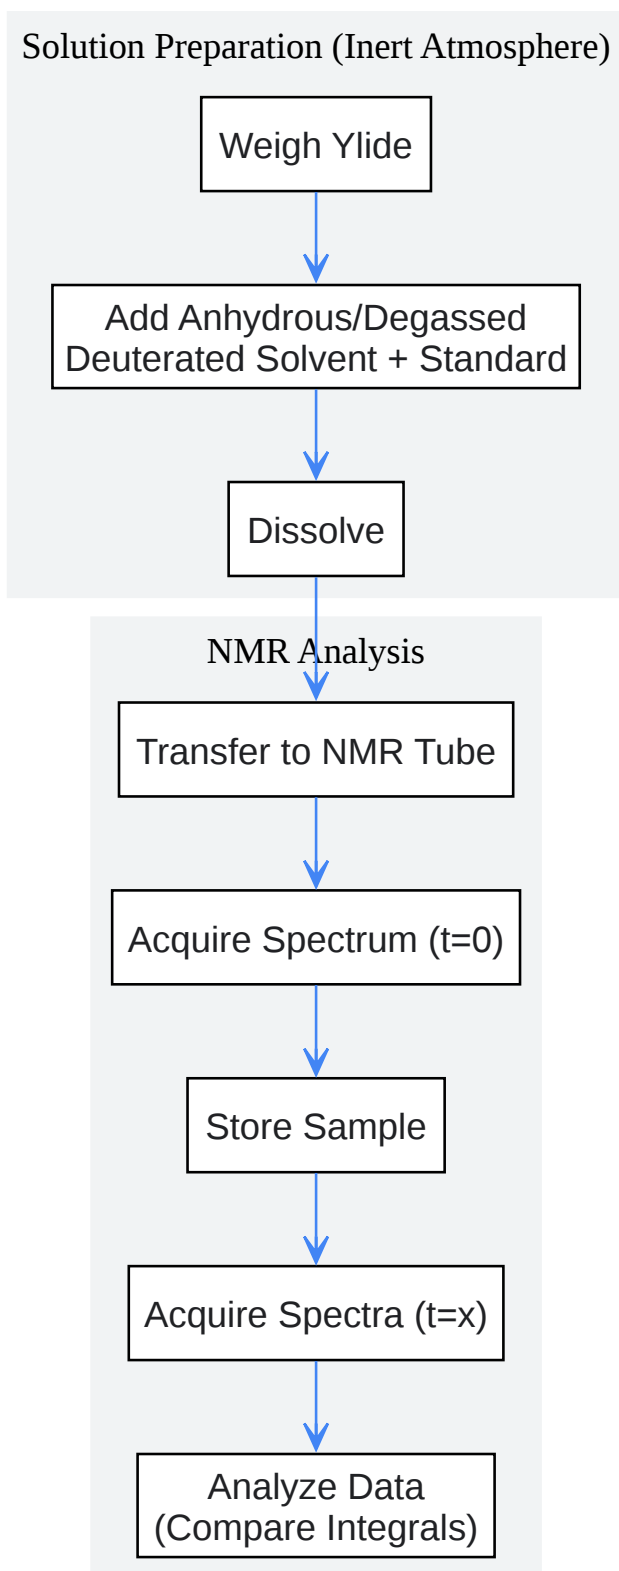 Solution Preparation (Inert Atmosphere)
Weigh Ylide
Add Anhydrous/Degassed
Deuterated Solvent + Standard
Dissolve
NMR Analysis
Transfer to NMR Tube
Acquire Spectrum (t=0)
Store Sample
Acquire Spectra (t=x)
Analyze Data
(Compare Integrals)